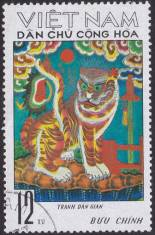 VIỆT NAM
DÂN CHỦ CỘNG HÒA
TRANH DÂN GIAN
12 XU
BƯU CHÍNH